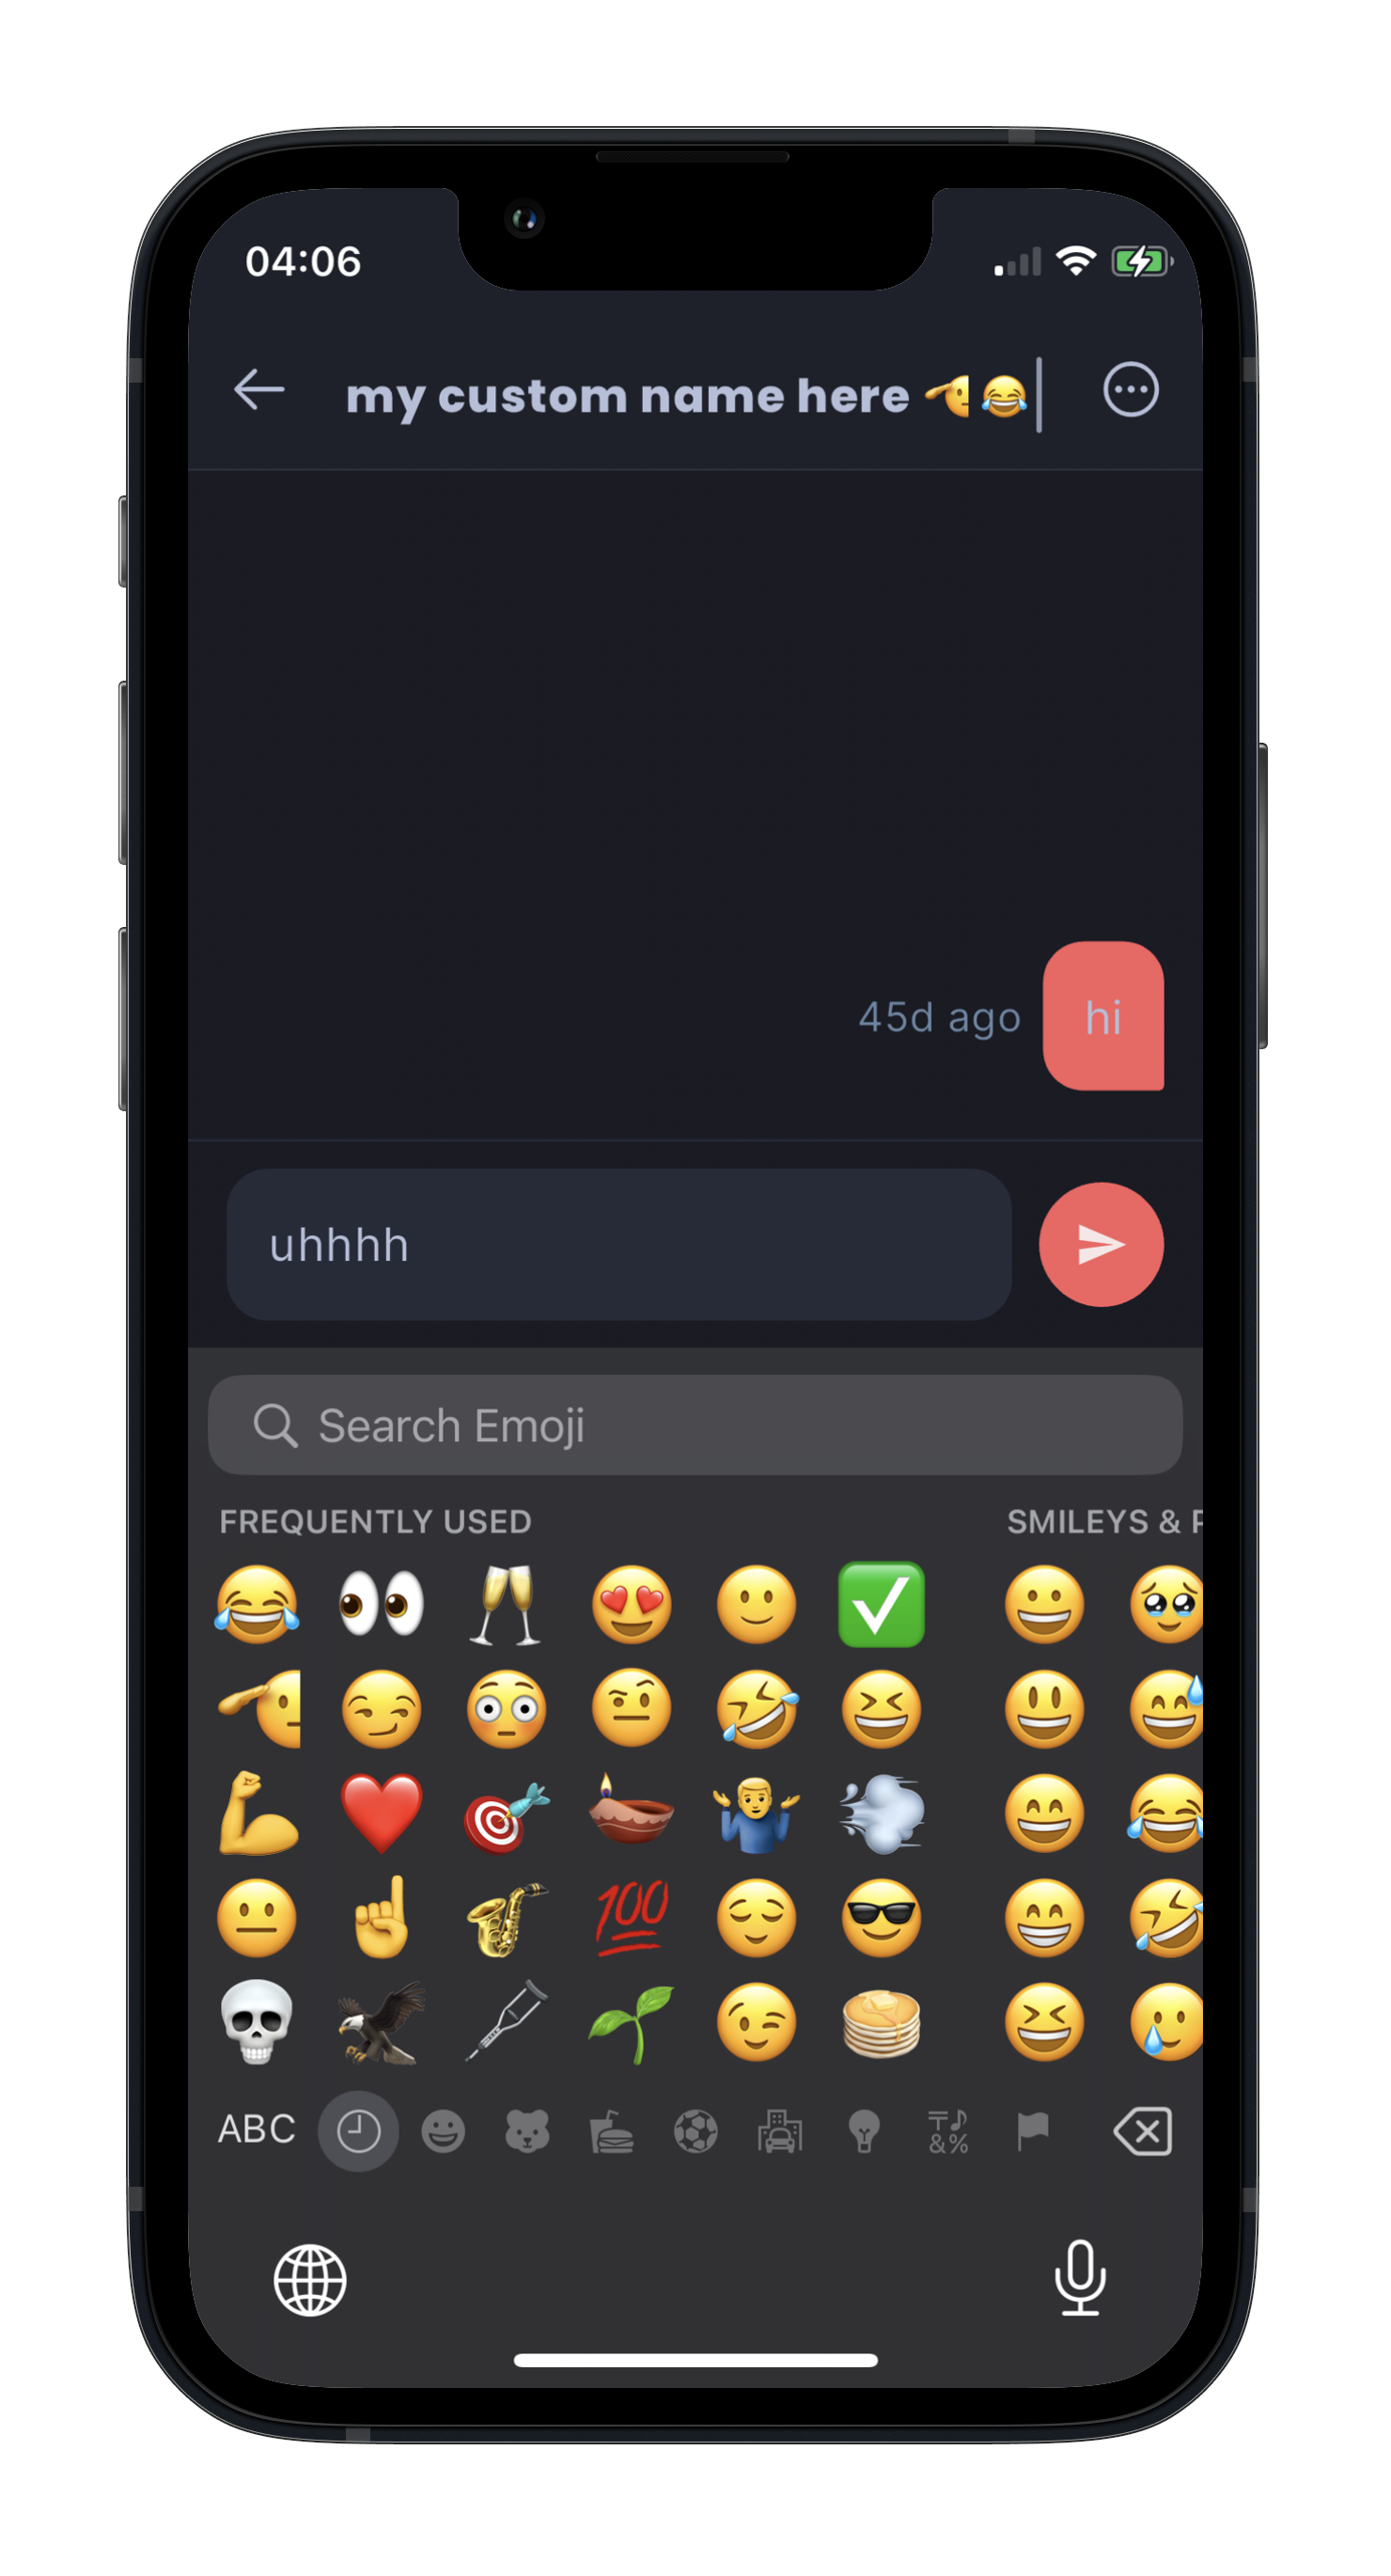 04:06
my custom name here 🫡 😂
45d ago
hi
uhhhh
Search Emoji
FREQUENTLY USED
SMILEYS &
ABC